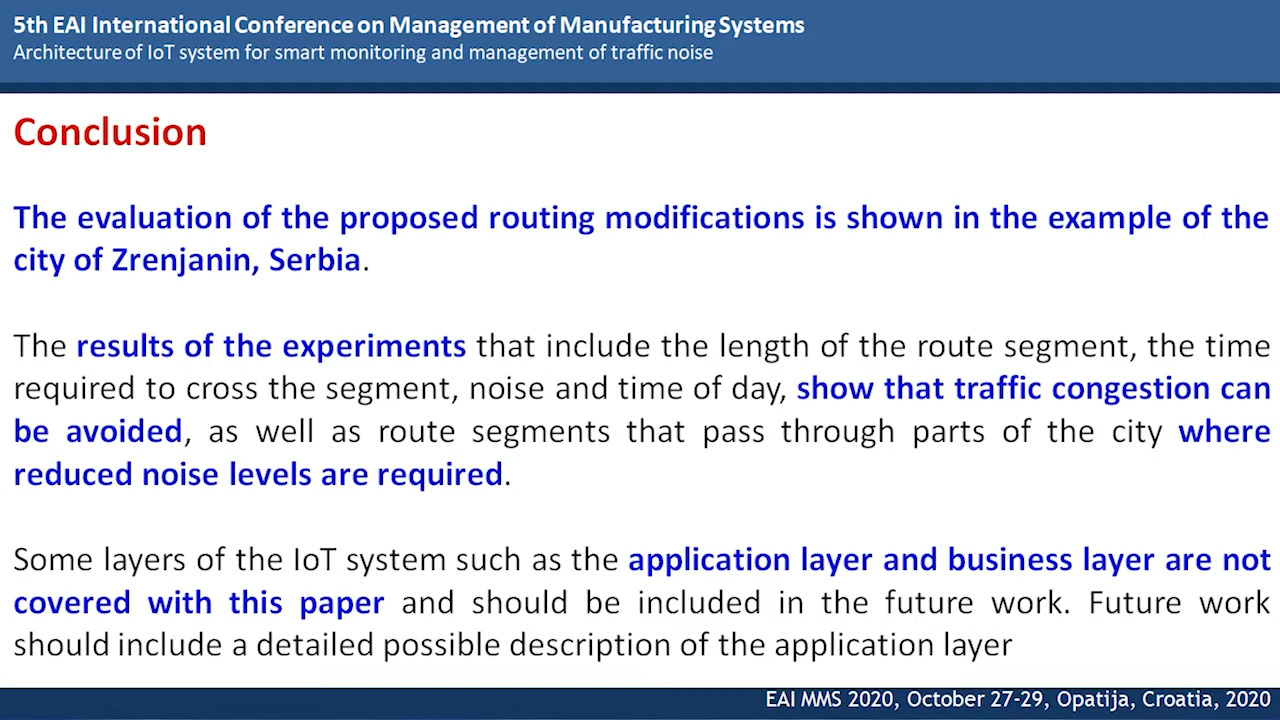 5th EAI International Conference on Management of Manufacturing Systems
Architecture of IoT system for smart monitoring and management of traffic noise
Conclusion
The evaluation of the proposed routing modifications is shown in the example of the
city of Zrenjanin, Serbia.
The results of the experiments that include the length of the route segment, the time
required to cross the segment, noise and time of day, show that traffic congestion can
be avoided, as well as route segments that pass through parts of the city where
reduced noise levels are required.
Some layers of the IoT system such as the application layer and business layer are not
covered with this paper and should be included in the future work. Future work
should include a detailed possible description of the application layer
EAI MMS 2020, October 27-29, Opatija, Croatia, 2020